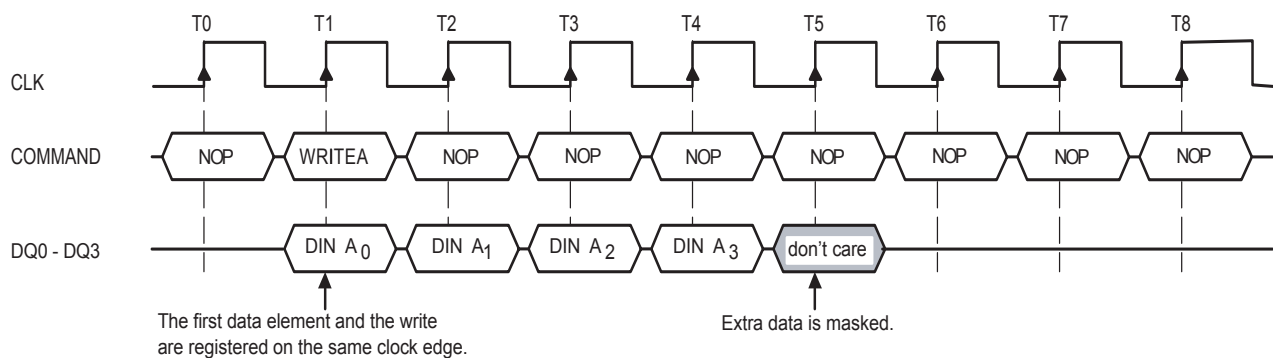 T0 T1 T2 T3 T4 T5 T6 T7 T8
CLK
COMMAND NOP WRITEA NOP NOP NOP NOP NOP NOP NOP
DQ0 - DQ3 DIN A0 DIN A1 DIN A2 DIN A3 don't care
The first data element and the write
are registered on the same clock edge.
Extra data is masked.